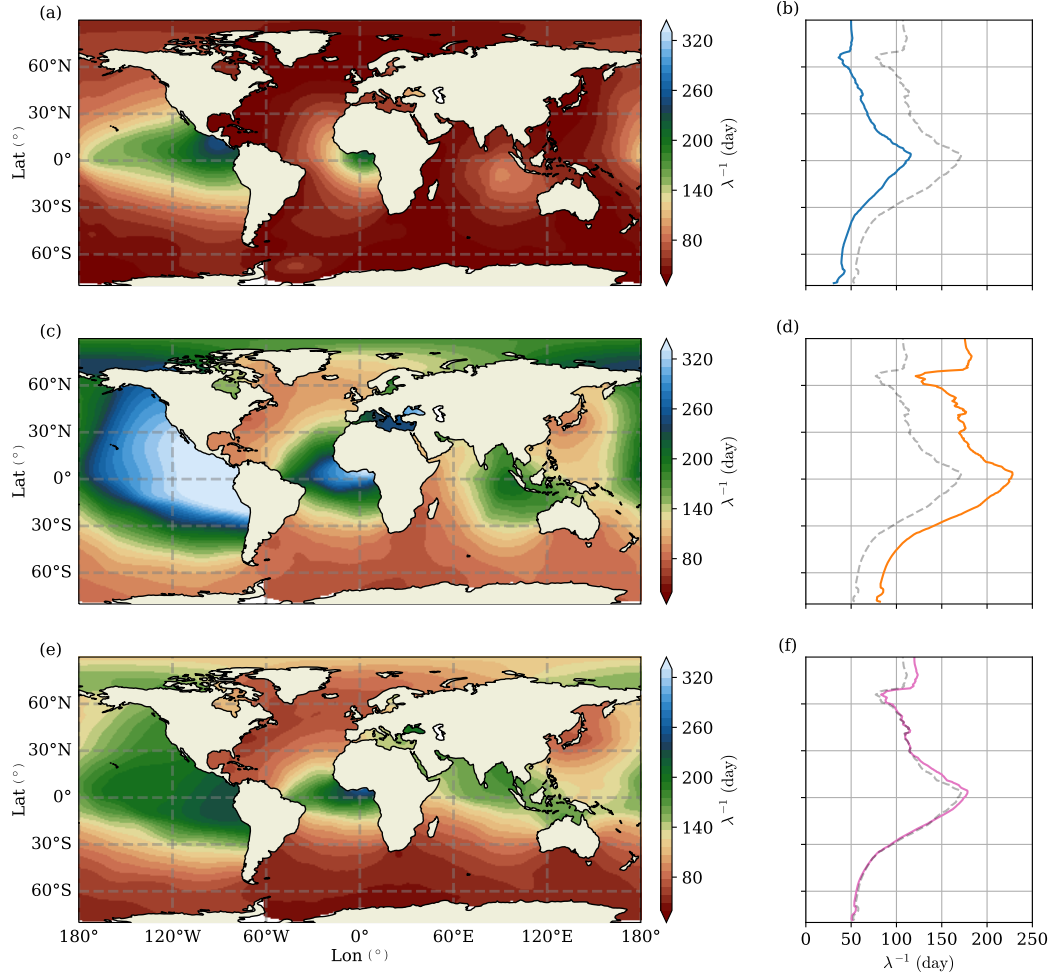 (a)
(b)
60°N
30°N
0°
30°S
60°S
Lat (°)
320
260
200
140
80
λ⁻¹ (day)
(c)
(d)
60°N
30°N
0°
30°S
60°S
Lat (°)
320
260
200
140
80
λ⁻¹ (day)
(e)
(f)
60°N
30°N
0°
30°S
60°S
Lat (°)
320
260
200
140
80
λ⁻¹ (day)
180° 120°W 60°W 0° 60°E 120°E 180°
Lon (°)
0 50 100 150 200 250
λ⁻¹ (day)